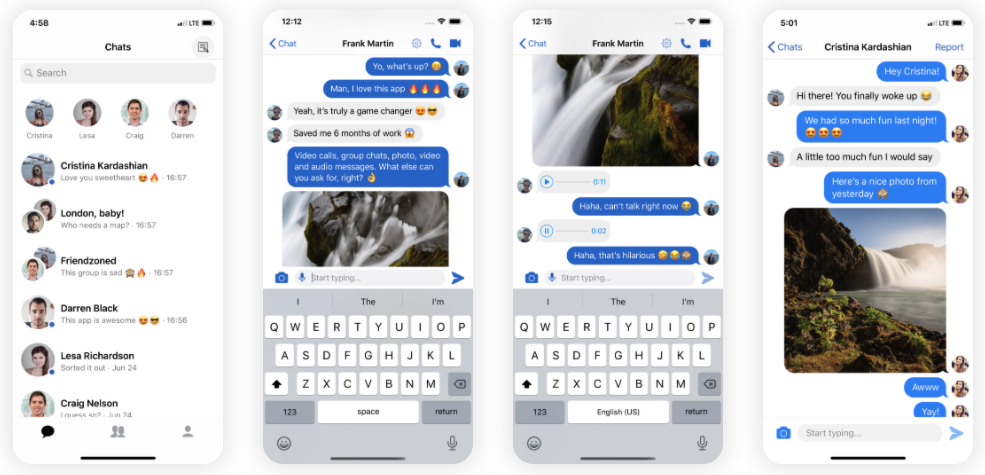 4:58
LTE
Chats
Search
Cristina
Lesa
Craig
Darren
Cristina Kardashian
Love you sweetheart 😍🔥 · 16:57
London, baby!
Who needs a map? · 16:57
Friendzoned
This group is sad 🙈🔥 · 16:57
Darren Black
This app is awesome 😍😎 · 16:56
Lesa Richardson
Sorted it out · Jun 24
Craig Nelson
I guess so? · Jun 24
12:12
Chat
Frank Martin
Yo, what's up? 😄
Man, I love this app 🔥🔥🔥
Yeah, it's truly a game changer 😍😎
Saved me 6 months of work 😱
Video calls, group chats, photo, video
and audio messages. What else can
you ask for, right? 👌
Start typing...
I The I'm
Q W E R T Y U I O P
A S D F G H J K L
Z X C V B N M
123 space return
12:15
Chat
Frank Martin
0:11
Haha, can't talk right now 😂
0:02
Haha, that's hilarious 🤣😂🙈
Start typing...
I The I'm
Q W E R T Y U I O P
A S D F G H J K L
Z X C V B N M
123 English (US) return
5:01
LTE
Chats
Cristina Kardashian
Report
Hey Cristina!
Hi there! You finally woke up 😂
We had so much fun last night!
😍😍😍
A little too much fun I would say
Here's a nice photo from
yesterday 🙈
Awww
Yay!
Start typing...